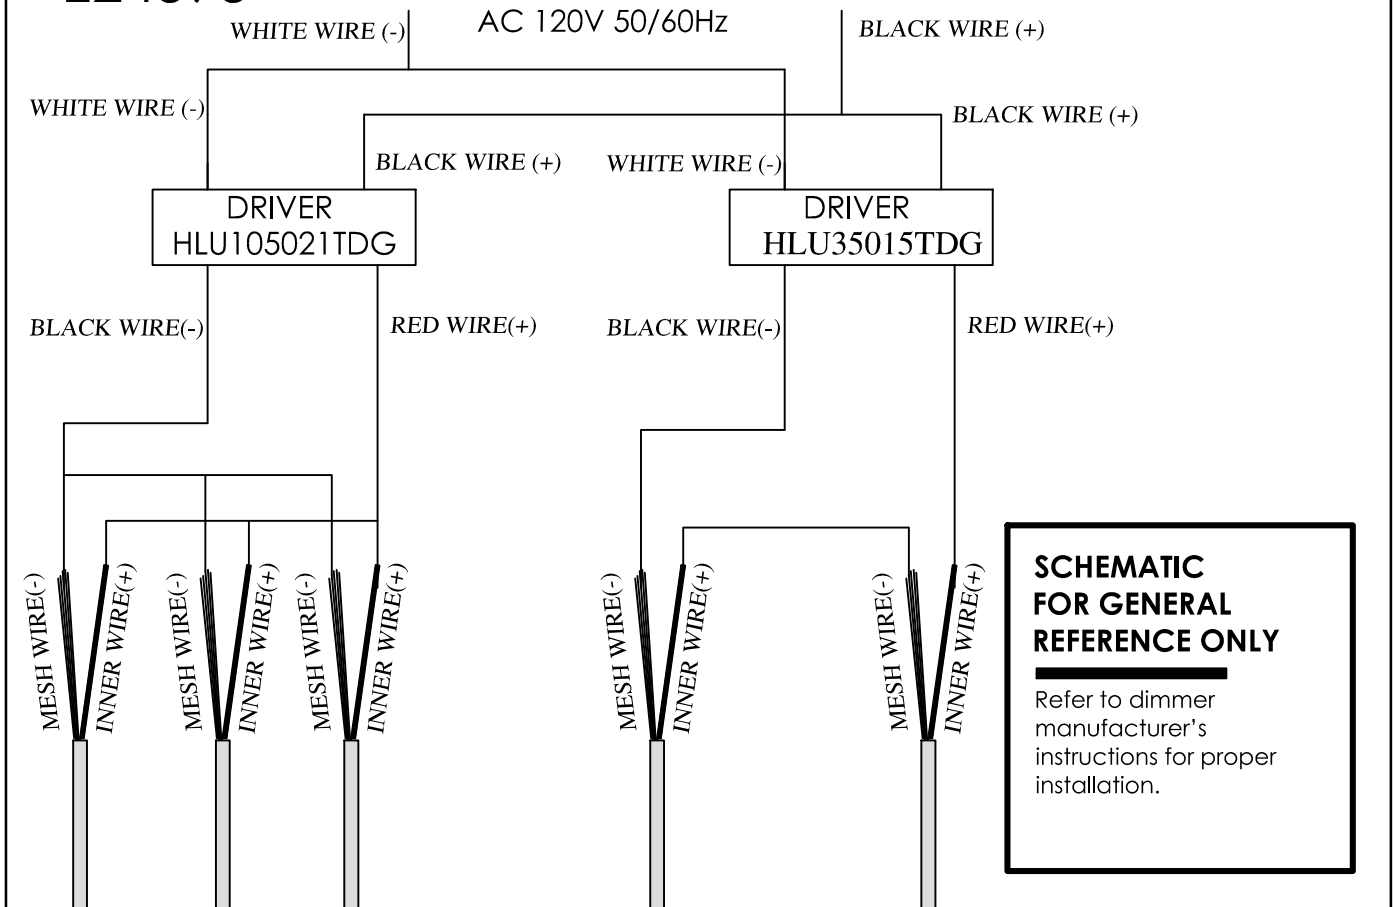 WHITE WIRE (-)
AC 120V 50/60Hz
BLACK WIRE (+)
WHITE WIRE (-)
BLACK WIRE (+)
BLACK WIRE (+)
WHITE WIRE (-)
DRIVER
HLU105021TDG
DRIVER
HLU35015TDG
BLACK WIRE(-)
RED WIRE(+)
BLACK WIRE(-)
RED WIRE(+)
MESH WIRE(-)
INNER WIRE(+)
MESH WIRE(-)
INNER WIRE(+)
MESH WIRE(-)
INNER WIRE(+)
MESH WIRE(-)
INNER WIRE(+)
MESH WIRE(-)
INNER WIRE(+)
SCHEMATIC
FOR GENERAL
REFERENCE ONLY
Refer to dimmer
manufacturer's
instructions for proper
installation.